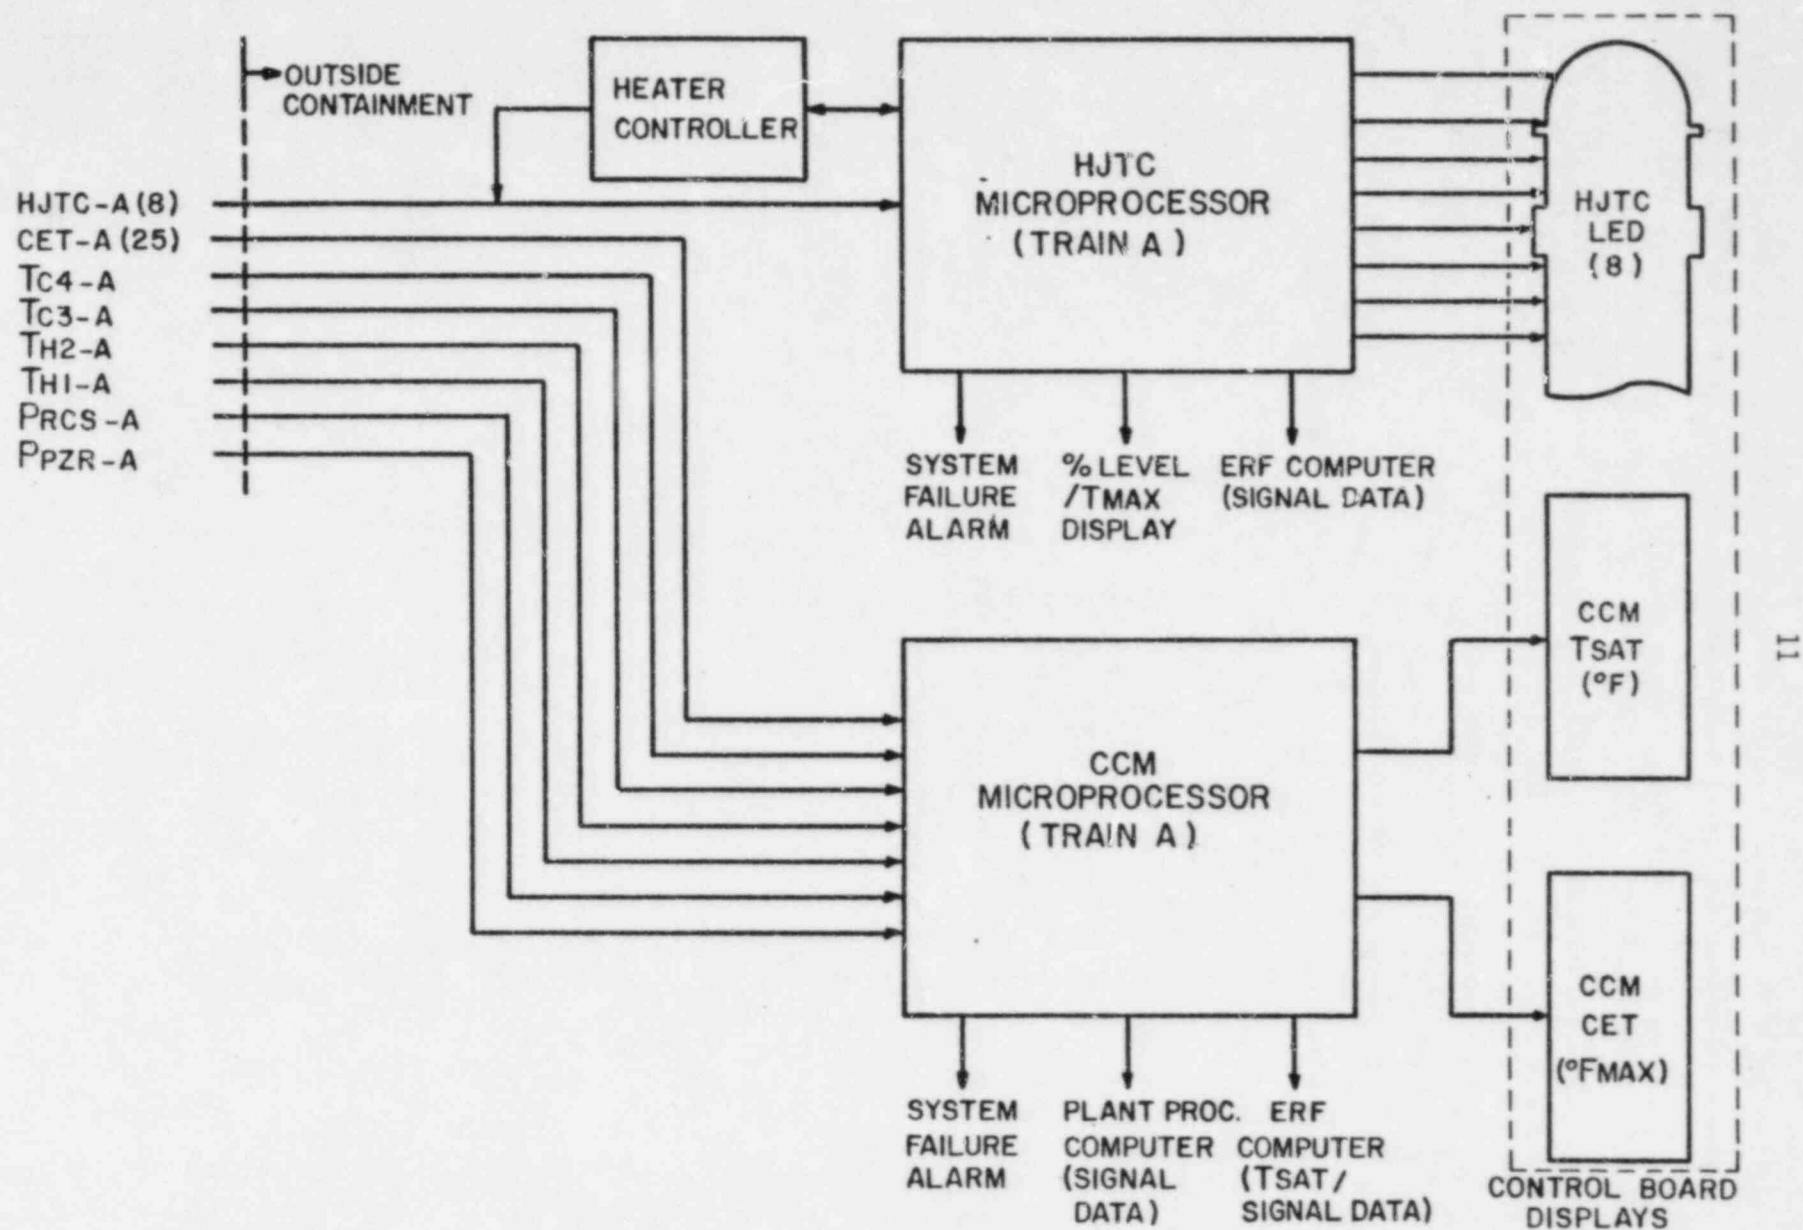 OUTSIDE
CONTAINMENT
HEATER
CONTROLLER
HJTC
MICROPROCESSOR
(TRAIN A)
HJTC
LED
(8)
HJTC-A(8)
CET-A(25)
TC4-A
TC3-A
TH2-A
TH1-A
PRCS-A
PPZR-A
SYSTEM
FAILURE
ALARM
% LEVEL
/TMAX
DISPLAY
ERF COMPUTER
(SIGNAL DATA)
CCM
TSAT
(°F)
11
CCM
MICROPROCESSOR
(TRAIN A)
CCM
CET
(°FMAX)
SYSTEM
FAILURE
ALARM
PLANT PROC.
COMPUTER
(SIGNAL
DATA)
ERF
COMPUTER
(TSAT/
SIGNAL DATA)
CONTROL BOARD
DISPLAYS